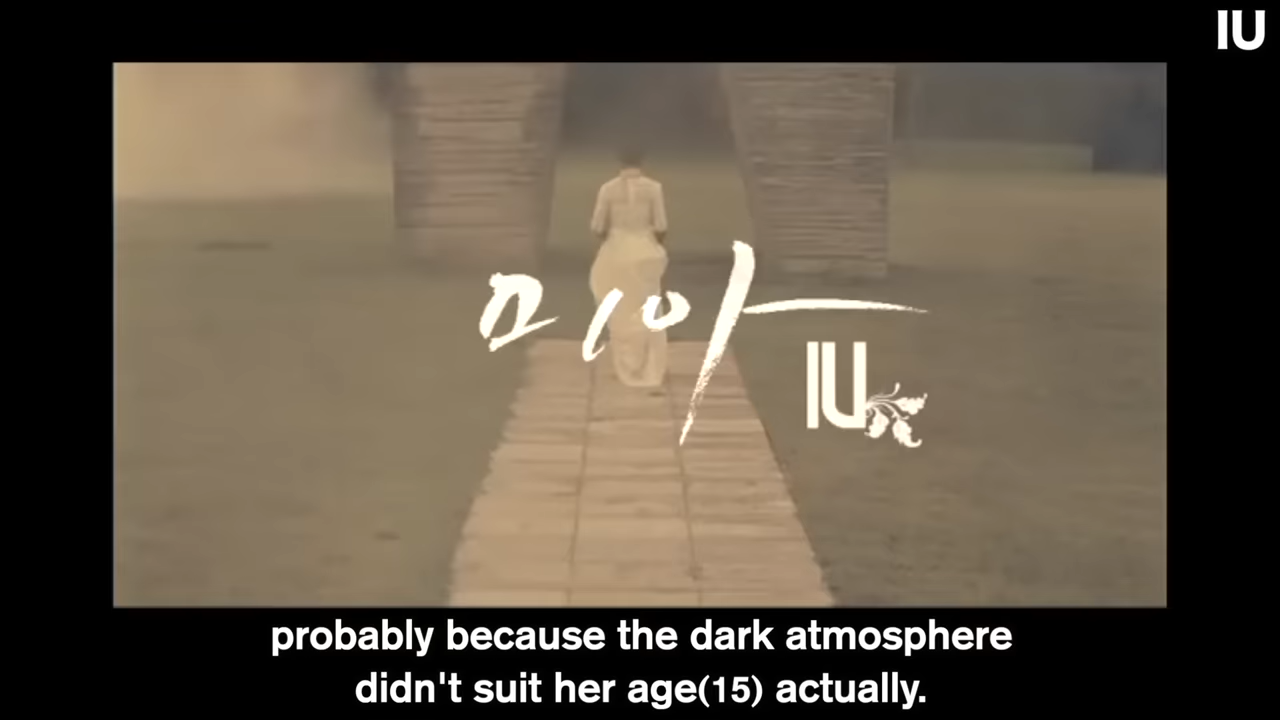 IU
미아
IU
probably because the dark atmosphere
didn't suit her age(15) actually.